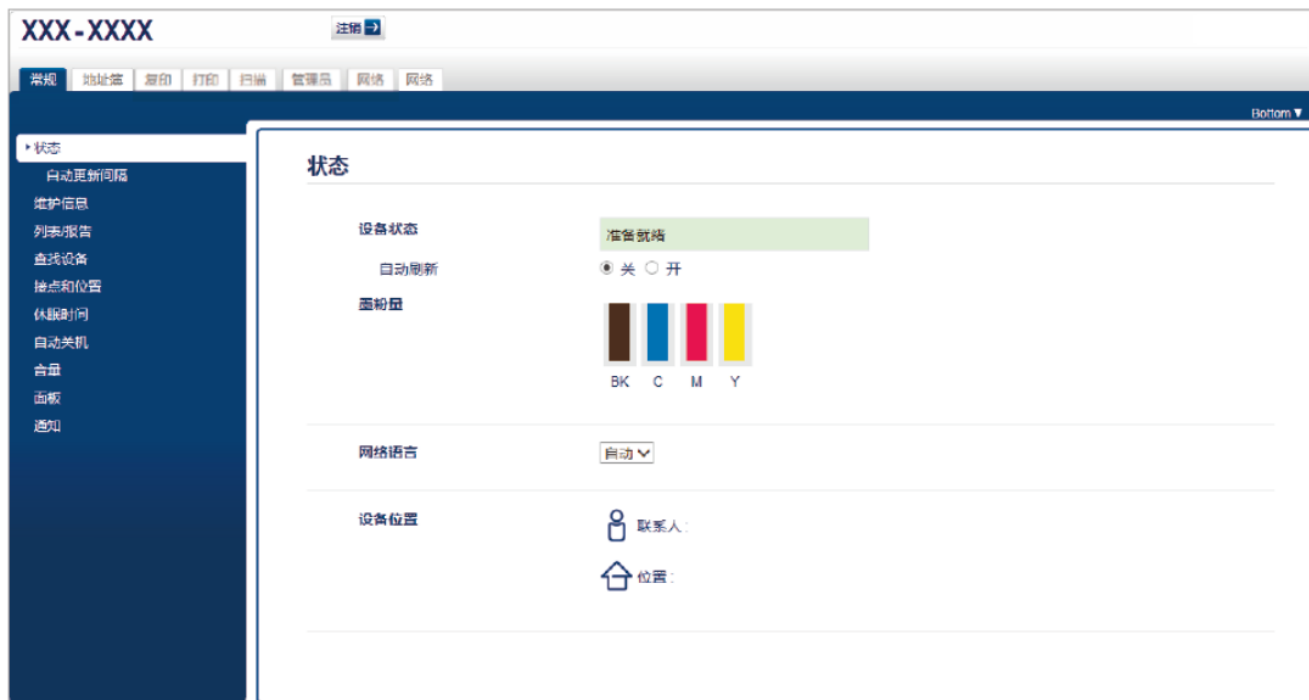 XXX-XXXX
注销
常规 地址簿 复印 打印 扫描 管理员 网络 网络
Bottom▼
状态
自动更新间隔
维护信息
列表/报告
查找设备
接点和位置
休眠时间
自动关机
音量
面板
通知
状态
设备状态 准备就绪
自动刷新 关 开
墨粉量
BK C M Y
网络语言 自动
设备位置 联系人:
位置: